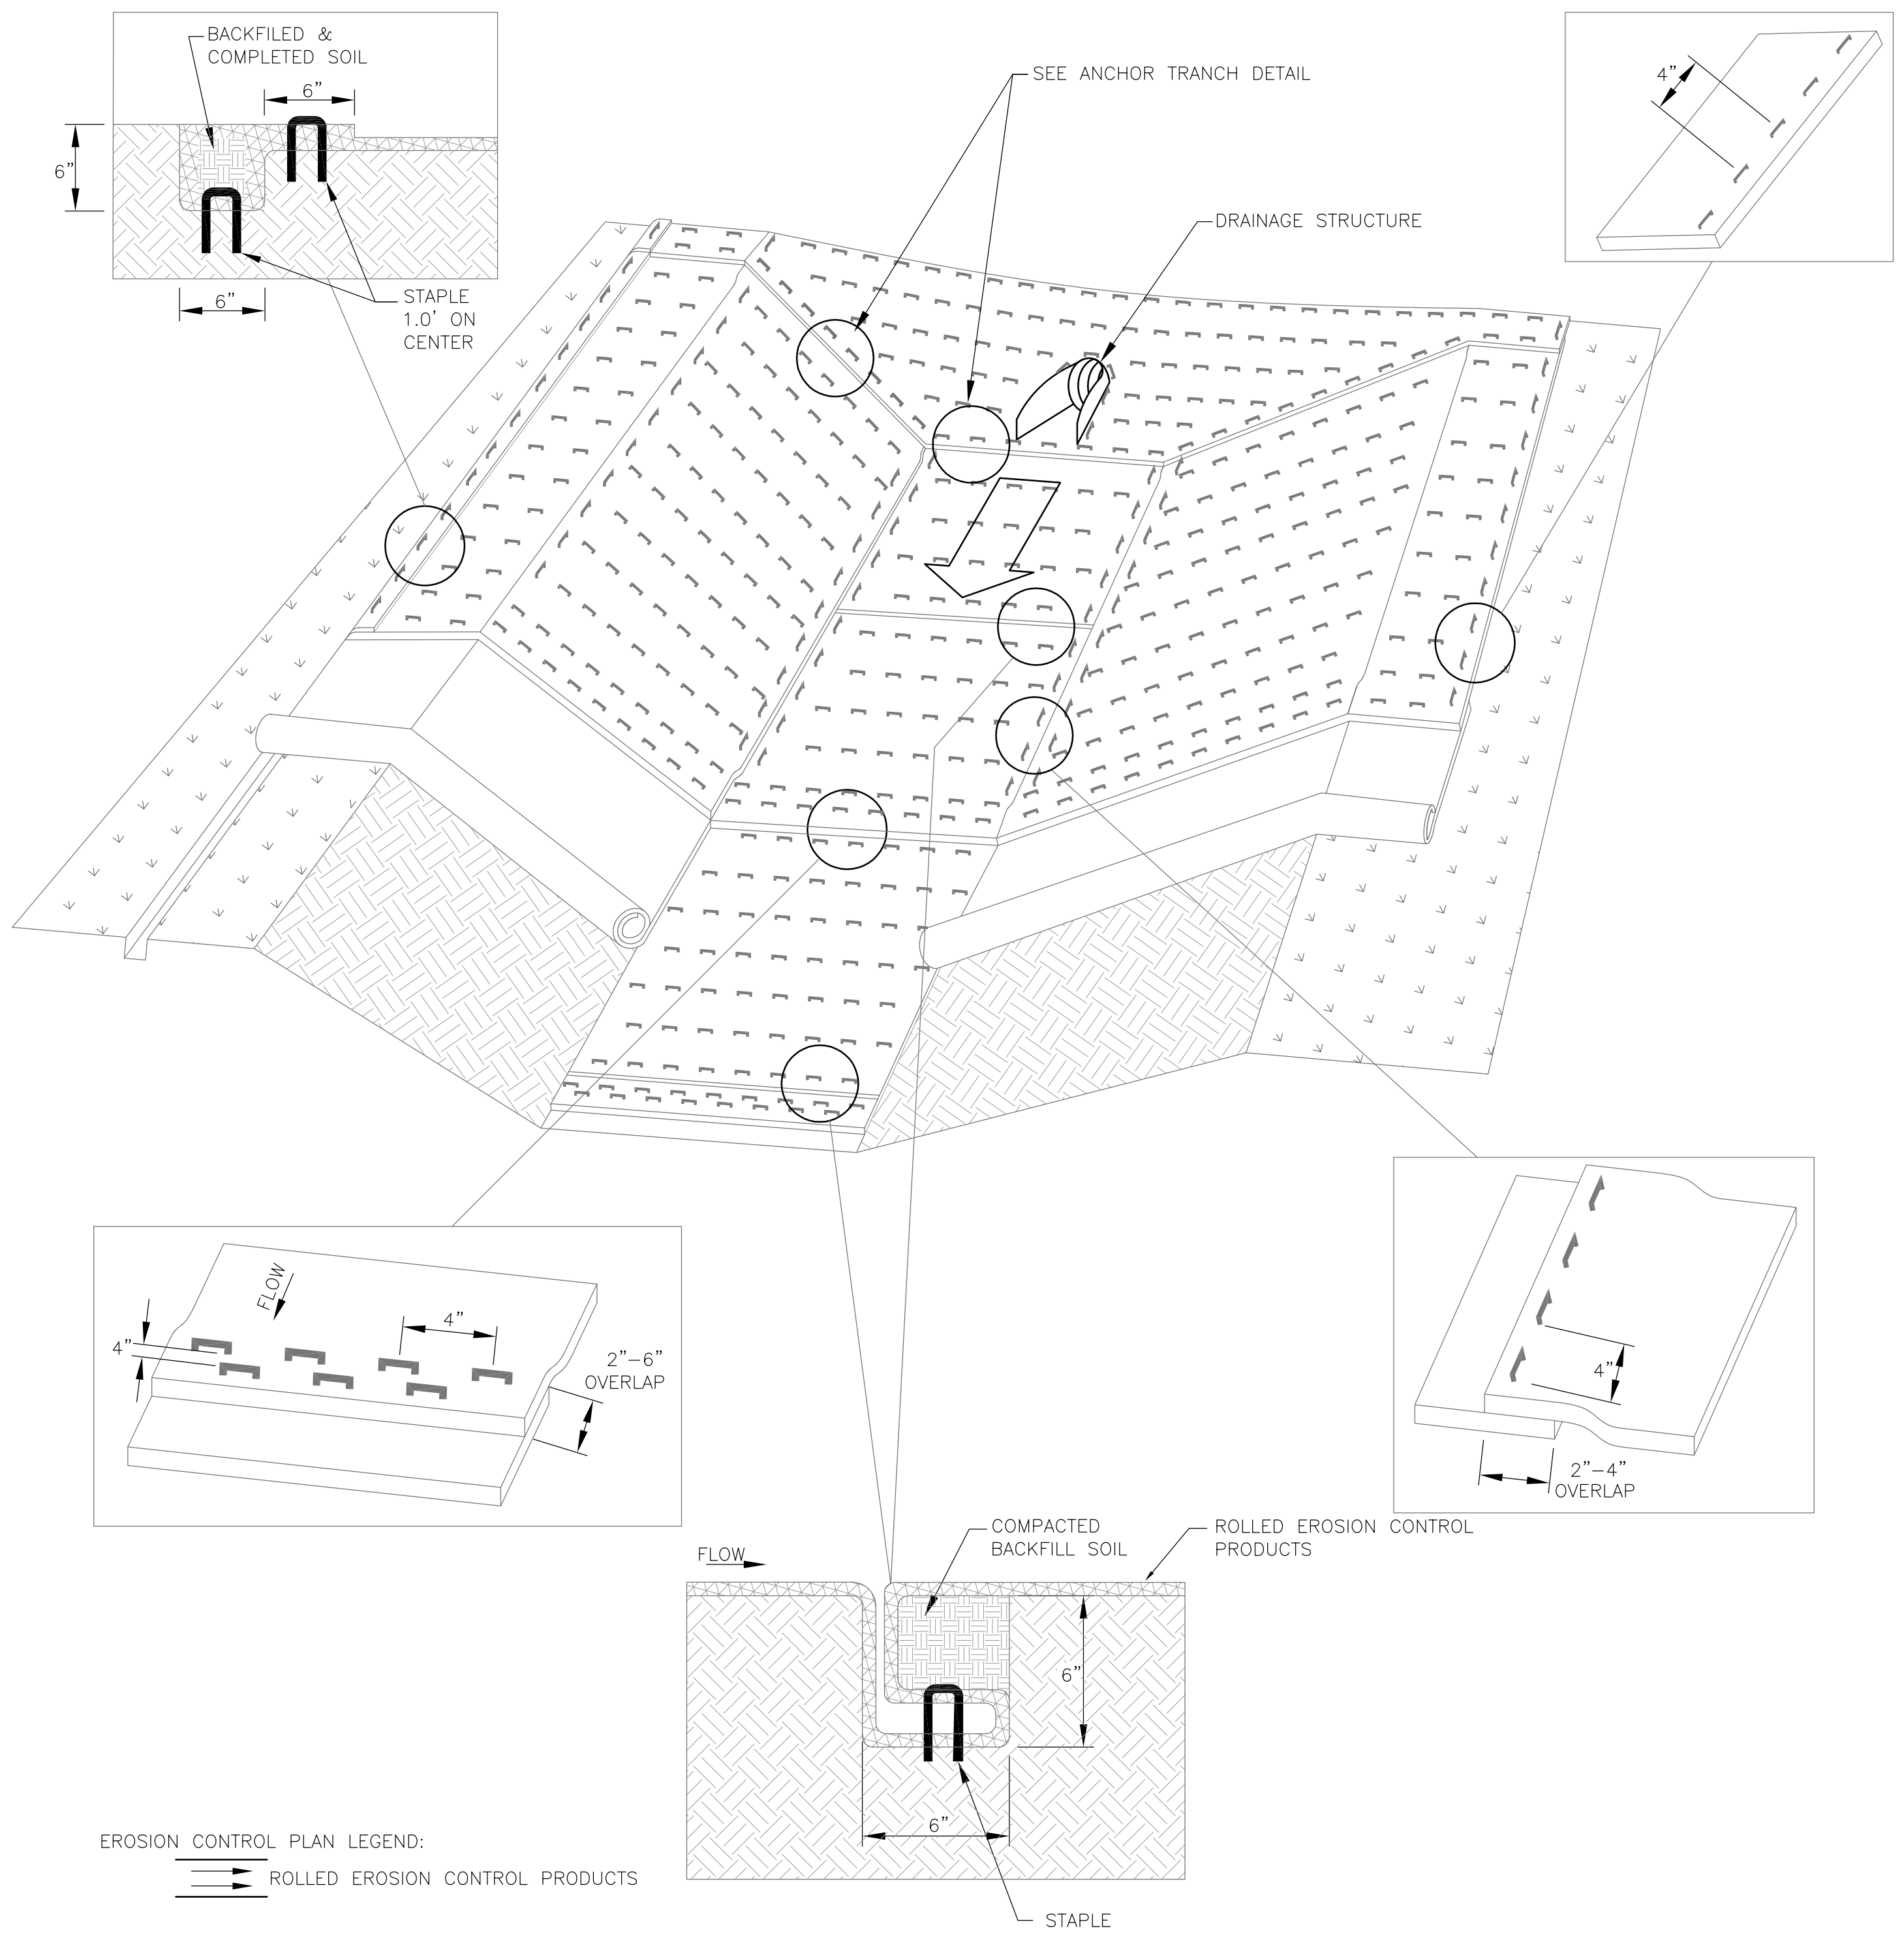 BACKFILED &
COMPLETED SOIL
6"
6"
6"
STAPLE
1.0' ON
CENTER
SEE ANCHOR TRANCH DETAIL
DRAINAGE STRUCTURE
4"
FLOW
4"
4"
2"-6"
OVERLAP
4"
2"-4"
OVERLAP
FLOW
COMPACTED
BACKFILL SOIL
ROLLED EROSION CONTROL
PRODUCTS
6"
6"
STAPLE
EROSION CONTROL PLAN LEGEND:
ROLLED EROSION CONTROL PRODUCTS